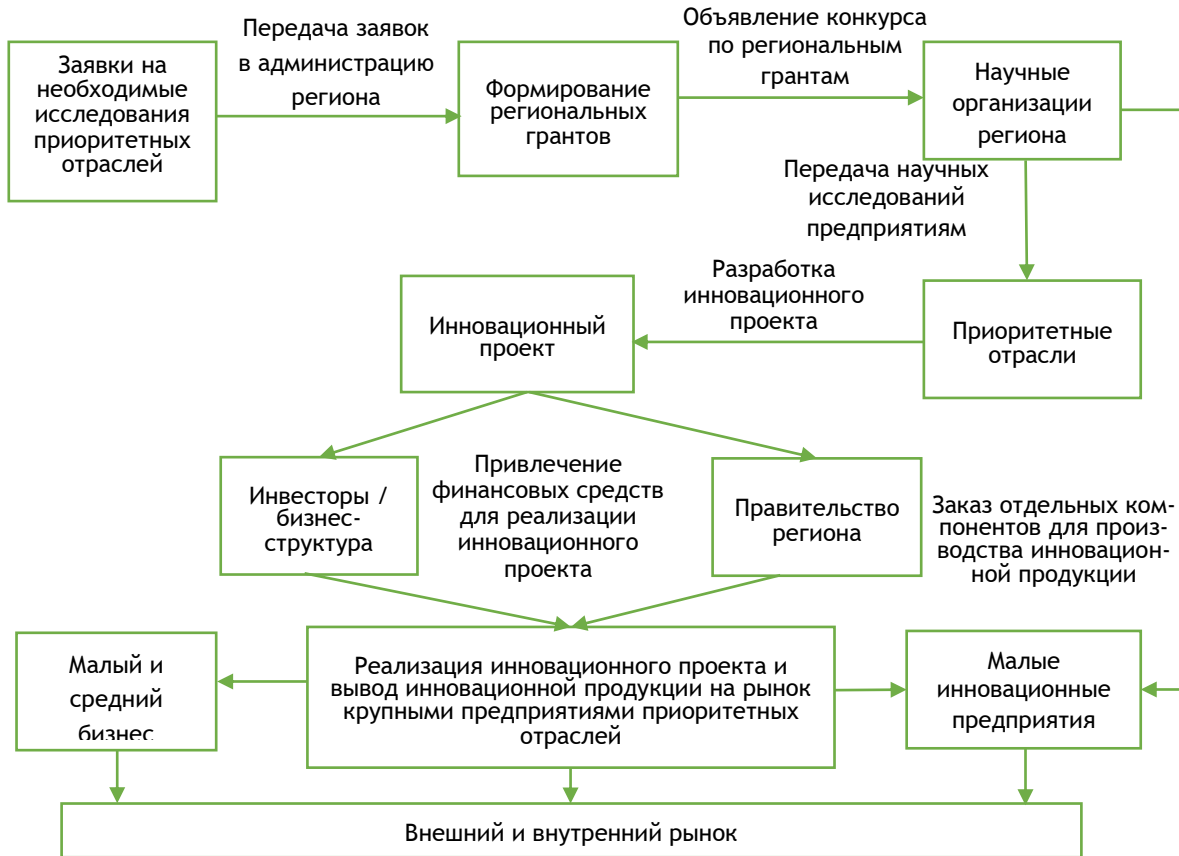 Заявки на
необходимые
исследования
приоритетных
отраслей
Передача заявок
в администрацию
региона
Формирование
региональных
грантов
Объявление конкурса
по региональным
грантам
Научные
организации
региона
Передача научных
исследований
предприятиям
Приоритетные
отрасли
Разработка
инновационного
проекта
Инновационный
проект
Инвесторы /
бизнес-
структура
Привлечение
финансовых средств
для реализации
инновационного
проекта
Правительство
региона
Заказ отдельных ком-
понентов для произ-
водства инновацион-
ной продукции
Малый и
средний
бизнес
Реализация инновационного проекта и
вывод инновационной продукции на рынок
крупными предприятиями приоритетных
отраслей
Малые
инновационные
предприятия
Внешний и внутренний рынок